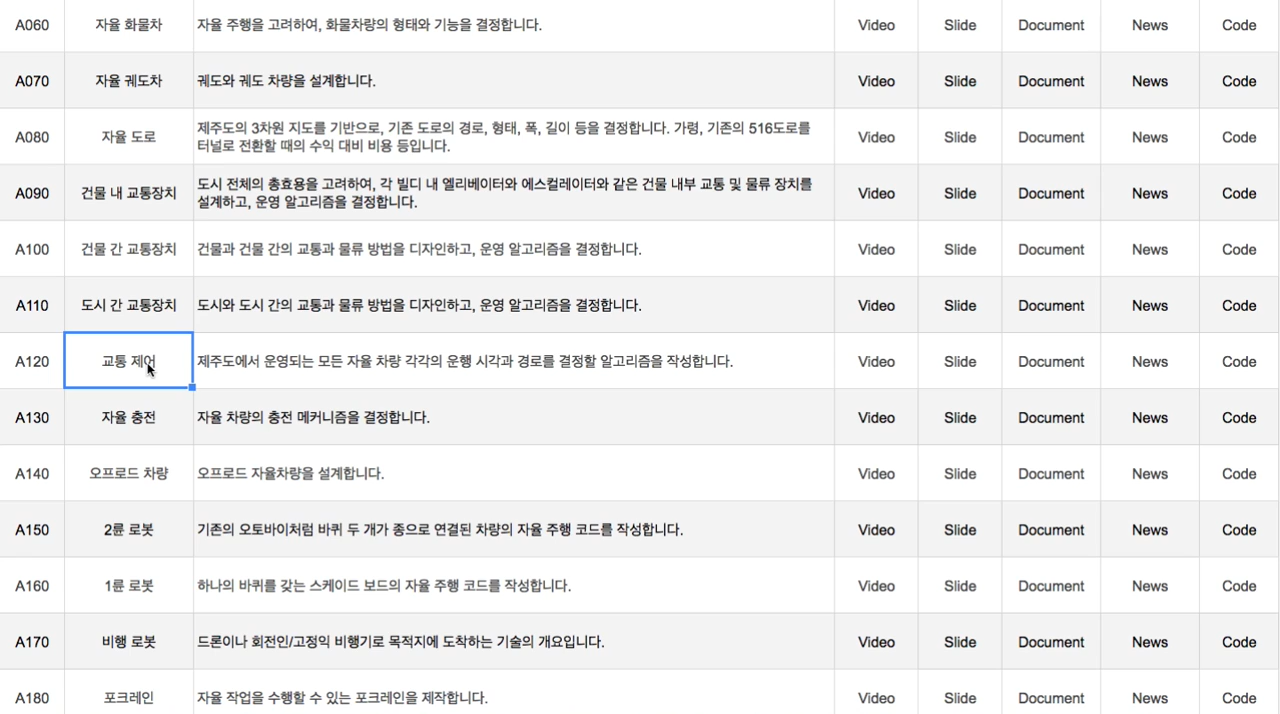 A060 자율 화물차 자율 주행을 고려하여, 화물차량의 형태와 기능을 결정합니다. Video Slide Document News Code
A070 자율 궤도차 궤도와 궤도 차량을 설계합니다. Video Slide Document News Code
A080 자율 도로 제주도의 3차원 지도를 기반으로, 기존 도로의 경로, 형태, 폭, 길이 등을 결정합니다. 가령, 기존의 516도로를
터널로 전환할 때의 수익 대비 비용 등입니다. Video Slide Document News Code
A090 건물 내 교통장치 도시 전체의 총효용을 고려하여, 각 빌디 내 엘리베이터와 에스컬레이터와 같은 건물 내부 교통 및 물류 장치를
설계하고, 운영 알고리즘을 결정합니다. Video Slide Document News Code
A100 건물 간 교통장치 건물과 건물 간의 교통과 물류 방법을 디자인하고, 운영 알고리즘을 결정합니다. Video Slide Document News Code
A110 도시 간 교통장치 도시와 도시 간의 교통과 물류 방법을 디자인하고, 운영 알고리즘을 결정합니다. Video Slide Document News Code
A120 교통 제어 제주도에서 운영되는 모든 자율 차량 각각의 운행 시각과 경로를 결정할 알고리즘을 작성합니다. Video Slide Document News Code
A130 자율 충전 자율 차량의 충전 메커니즘을 결정합니다. Video Slide Document News Code
A140 오프로드 차량 오프로드 자율차량을 설계합니다. Video Slide Document News Code
A150 2륜 로봇 기존의 오토바이처럼 바퀴 두 개가 종으로 연결된 차량의 자율 주행 코드를 작성합니다. Video Slide Document News Code
A160 1륜 로봇 하나의 바퀴를 갖는 스케이드 보드의 자율 주행 코드를 작성합니다. Video Slide Document News Code
A170 비행 로봇 드론이나 회전인/고정익 비행기로 목적지에 도착하는 기술의 개요입니다. Video Slide Document News Code
A180 포크레인 자율 작업을 수행할 수 있는 포크레인을 제작합니다. Video Slide Document News Code